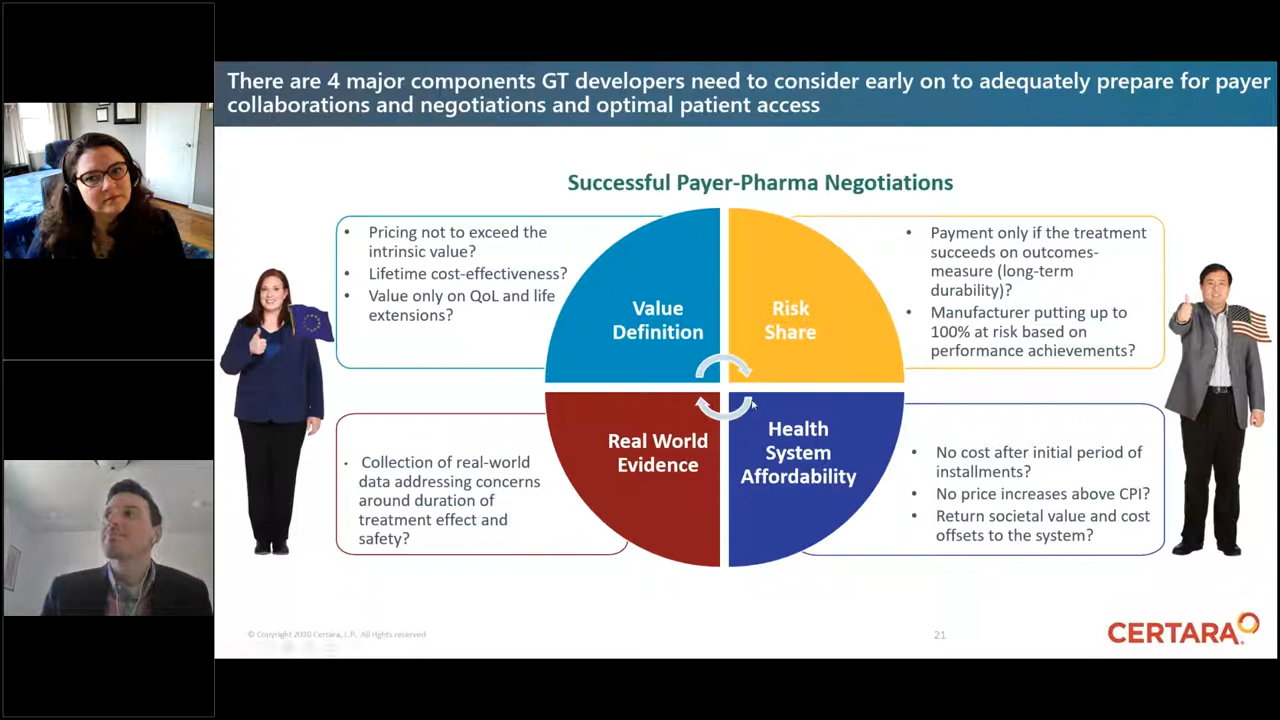 There are 4 major components GT developers need to consider early on to adequately prepare for payer
collaborations and negotiations and optimal patient access
Successful Payer-Pharma Negotiations
• Pricing not to exceed the
intrinsic value?
• Lifetime cost-effectiveness?
• Value only on QoL and life
extensions?
Value
Definition
Risk
Share
• Payment only if the treatment
succeeds on outcomes-
measure (long-term
durability)?
• Manufacturer putting up to
100% at risk based on
performance achievements?
• Collection of real-world
data addressing concerns
around duration of
treatment effect and
safety?
Real World
Evidence
Health
System
Affordability
• No cost after initial period of
installments?
• No price increases above CPI?
• Return societal value and cost
offsets to the system?
© Copyright 2020 Certara, L.P. All rights reserved
21
CERTARA